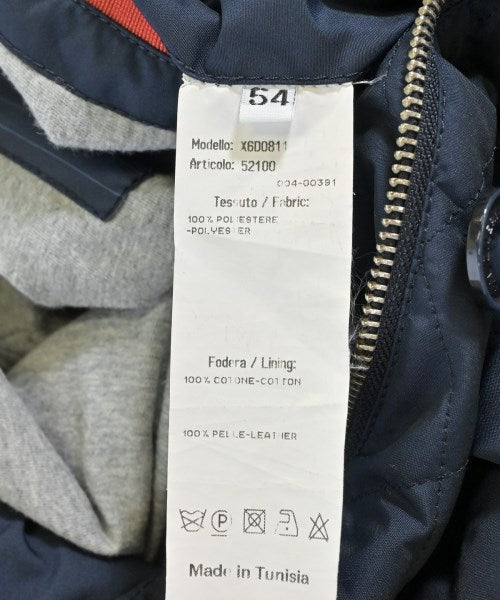 54
Modello: X6D0811
Articolo: 52100
004-00391
Tessuto / Fabric:
100% POLIESTERE
-POLYESTER
Fodera / Lining:
100% COTONE-COTTON
100% PELLE-LEATHER
P
Made in Tunisia